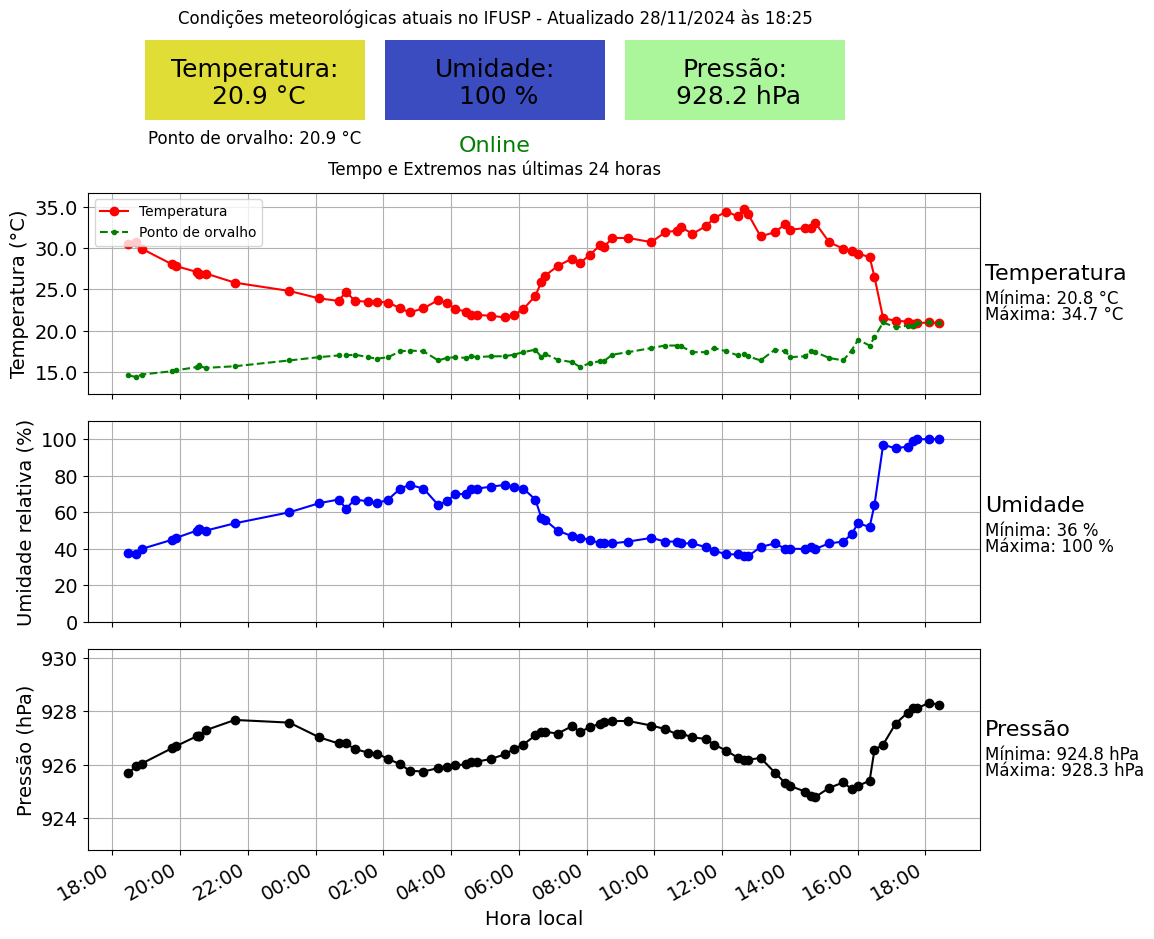 Condições meteorológicas atuais no IFUSP - Atualizado 28/11/2024 às 18:25
Temperatura:
20.9 °C
Umidade:
100 %
Pressão:
928.2 hPa
Ponto de orvalho: 20.9 °C
Online
Tempo e Extremos nas últimas 24 horas
Temperatura (°C)
35.0
30.0
25.0
20.0
15.0
Temperatura
Ponto de orvalho
Temperatura
Mínima: 20.8 °C
Máxima: 34.7 °C
Umidade relativa (%)
100
80
60
40
20
0
Umidade
Mínima: 36 %
Máxima: 100 %
Pressão (hPa)
930
928
926
924
Pressão
Mínima: 924.8 hPa
Máxima: 928.3 hPa
18:00 20:00 22:00 00:00 02:00 04:00 06:00 08:00 10:00 12:00 14:00 16:00 18:00
Hora local